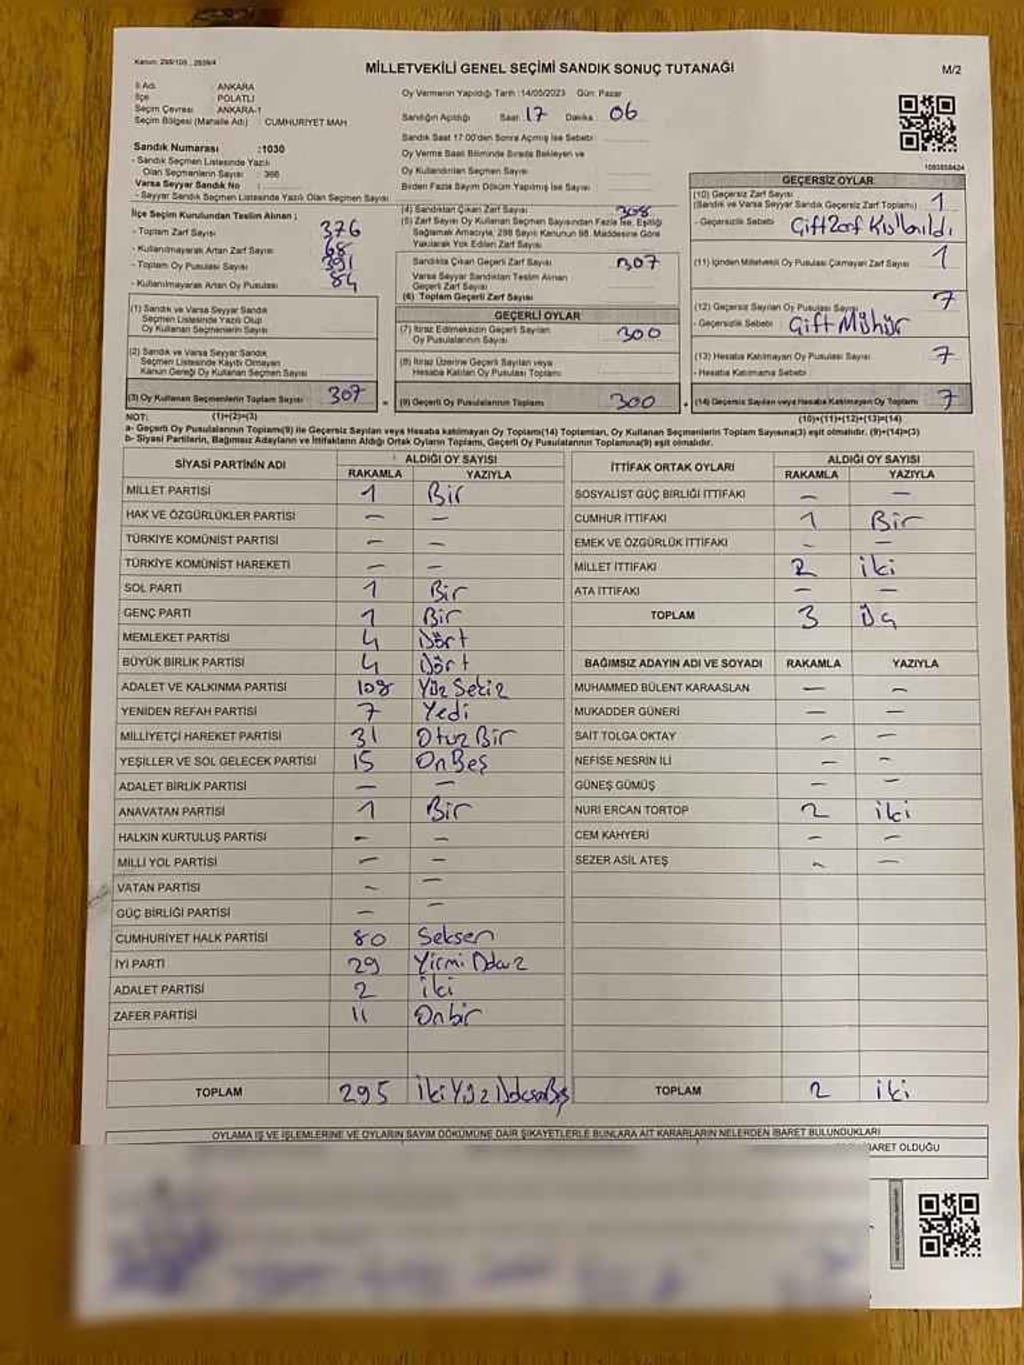 Kanun: 298/105 , 2839/4
MİLLETVEKİLİ GENEL SEÇİMİ SANDIK SONUÇ TUTANAĞI
M/2
İl Adı : ANKARA
İlçe : POLATLI
Seçim Çevresi : ANKARA-1
Seçim Bölgesi (Mahalle Adı) : CUMHURİYET MAH
Sandık Numarası :1030
- Sandık Seçmen Listesinde Yazılı
Olan Seçmenlerin Sayısı : 366
Varsa Seyyar Sandık No :
- Seyyar Sandık Seçmen Listesinde Yazılı Olan Seçmen Sayısı
İlçe Seçim Kurulundan Teslim Alınan ;
- Toplam Zarf Sayısı 376
- Kullanılmayarak Artan Zarf Sayısı 68
- Toplam Oy Pusulası Sayısı 391
- Kullanılmayarak Artan Oy Pusulası 84
(1) Sandık ve Varsa Seyyar Sandık
Seçmen Listesinde Yazılı Olup
Oy Kullanan Seçmenlerin Sayısı
(2) Sandık ve Varsa Seyyar Sandık
Seçmen Listesinde Kayıtlı Olmayan
Kanun Gereği Oy Kullanan Seçmen Sayısı
(3) Oy Kullanan Seçmenlerin Toplam Sayısı 307
(1)+(2)=(3)
Oy Vermenin Yapıldığı Tarih :14/05/2023 Gün: Pazar
Sandığın Açıldığı Saat 17 Dakika 06
Sandık Saat 17:00'den Sonra Açılmış İse Sebebi
Oy Verme Saati Bitiminde Sırada Bekleyen ve
Oy Kullandırılan Seçmen Sayısı
Birden Fazla Sayım Döküm Yapılmış İse Sayısı
(4) Sandıktan Çıkan Zarf Sayısı 308
(5) Zarf Sayısı Oy Kullanan Seçmen Sayısından Fazla İse, Eşitliği
Sağlamak Amacıyla, 298 Sayılı Kanunun 98. Maddesine Göre
Yakılarak Yok Edilen Zarf Sayısı
Sandıkta Çıkan Geçerli Zarf Sayısı 307
Varsa Seyyar Sandıktan Teslim Alınan
Geçerli Zarf Sayısı
(6) Toplam Geçerli Zarf Sayısı
GEÇERLİ OYLAR
(7) İtiraz Edilmeksizin Geçerli Sayılan
Oy Pusulalarının Sayısı 300
(8) İtiraz Üzerine Geçerli Sayılan veya
Hesaba Katılan Oy Pusulası Toplamı
= (9) Geçerli Oy Pusulalarının Toplamı 300
1093858424
GEÇERSİZ OYLAR
(10) Geçersiz Zarf Sayısı 1
(Sandık ve Varsa Seyyar Sandık Geçersiz Zarf Toplamı)
- Geçersizlik Sebebi
(11) İçinden Milletvekili Oy Pusulası Çıkmayan Zarf Sayısı 1
(12) Geçersiz Sayılan Oy Pusulası Sayısı 7
- Geçersizlik Sebebi Çift Mühür
(13) Hesaba Katılmayan Oy Pusulası Sayısı 7
- Hesaba Katılmama Sebebi
+ (14) Geçersiz Sayılan veya Hesaba Katılmayan Oy Toplamı 7
(10)+(11)+(12)+(13)=(14)
NOT:
a- Geçerli Oy Pusulalarının Toplamı(9) ile Geçersiz Sayılan veya Hesaba katılmayan Oy Toplamı(14) Toplamları, Oy Kullanan Seçmenlerin Toplam Sayısına(3) eşit olmalıdır. (9)+(14)=(3)
b- Siyasi Partilerin, Bağımsız Adayların ve İttifakların Aldığı Ortak Oyların Toplamı, Geçerli Oy Pusulalarının Toplamına(9) eşit olmalıdır.
SİYASİ PARTİNİN ADI ALDIĞI OY SAYISI
RAKAMLA YAZIYLA
MİLLET PARTİSİ 1 Bir
HAK VE ÖZGÜRLÜKLER PARTİSİ — —
TÜRKİYE KOMÜNİST PARTİSİ — —
TÜRKİYE KOMÜNİST HAREKETİ — —
SOL PARTİ 1 Bir
GENÇ PARTİ 1 Bir
MEMLEKET PARTİSİ 4 Dört
BÜYÜK BİRLİK PARTİSİ 4 Dört
ADALET VE KALKINMA PARTİSİ 108 Yüz Sekiz
YENİDEN REFAH PARTİSİ 7 Yedi
MİLLİYETÇİ HAREKET PARTİSİ 31 Otuz Bir
YEŞİLLER VE SOL GELECEK PARTİSİ 15 On Beş
ADALET BİRLİK PARTİSİ — —
ANAVATAN PARTİSİ 1 Bir
HALKIN KURTULUŞ PARTİSİ — —
MİLLİ YOL PARTİSİ — —
VATAN PARTİSİ — —
GÜÇ BİRLİĞİ PARTİSİ — —
CUMHURİYET HALK PARTİSİ 80 Seksen
İYİ PARTİ 29 Yirmi Dokuz
ADALET PARTİSİ 2 iki
ZAFER PARTİSİ 11 Onbir
TOPLAM 295 İki Yüz Doksan Beş
İTTİFAK ORTAK OYLARI ALDIĞI OY SAYISI
RAKAMLA YAZIYLA
SOSYALİST GÜÇ BİRLİĞİ İTTİFAKI — —
CUMHUR İTTİFAKI 1 Bir
EMEK VE ÖZGÜRLÜK İTTİFAKI — —
MİLLET İTTİFAKI 2 iki
ATA İTTİFAKI — —
TOPLAM 3 Üç
BAĞIMSIZ ADAYIN ADI VE SOYADI RAKAMLA YAZIYLA
MUHAMMED BÜLENT KARAASLAN — —
MUKADDER GÜNERİ — —
SAİT TOLGA OKTAY — —
NEFİSE NESRİN İLİ — —
GÜNEŞ GÜMÜŞ — —
NURİ ERCAN TORTOP 2 iki
CEM KAHYERİ — —
SEZER ASİL ATEŞ — —
TOPLAM 2 iki
OYLAMA İŞ VE İŞLEMLERİNE VE OYLARIN SAYIM DÖKÜMÜNE DAİR ŞİKAYETLERLE BUNLARA AİT KARARLARIN NELERDEN İBARET BULUNDUKLARI
İBARET OLDUĞU